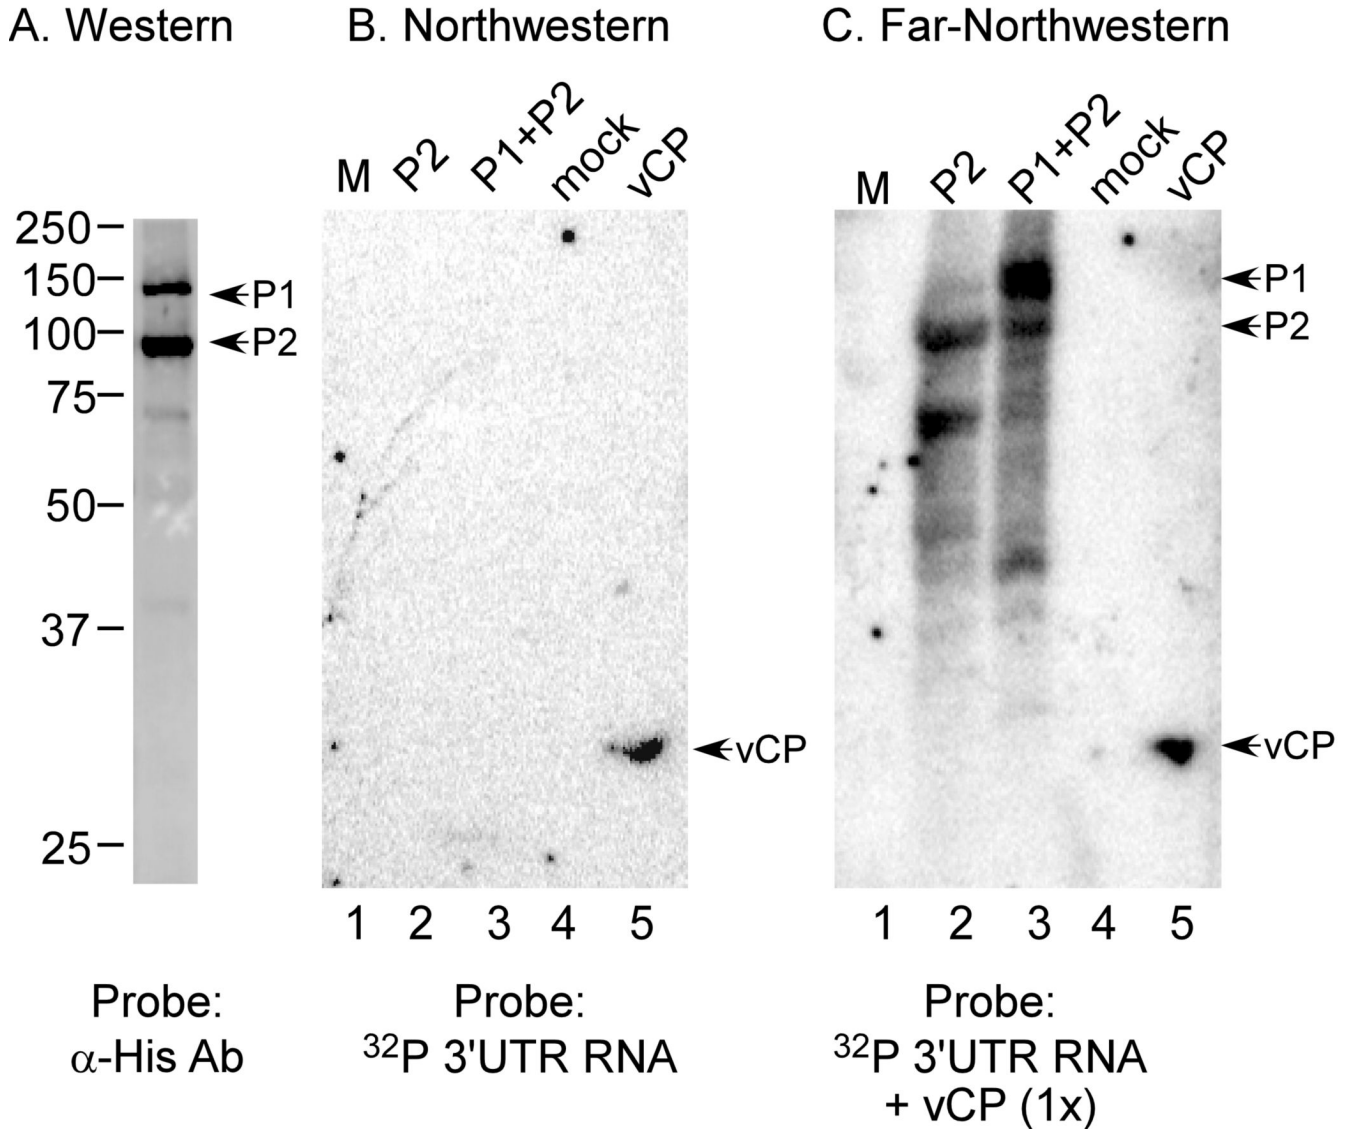 A. Western
B. Northwestern
C. Far-Northwestern
250
150
100
75
50
37
25
P1
P2
Probe:
α-His Ab
M P2 P1+P2 mock vCP
vCP
1 2 3 4 5
Probe:
32P 3'UTR RNA
M P2 P1+P2 mock vCP
P1
P2
vCP
1 2 3 4 5
Probe:
32P 3'UTR RNA
+ vCP (1x)